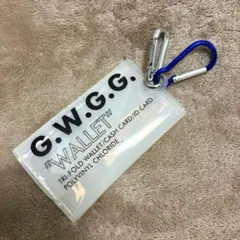 G.W.G.G.
"WALLET"
TRI-FOLD WALLET/CASH CARD/ID CARD
POLYVINYL CHLORIDE